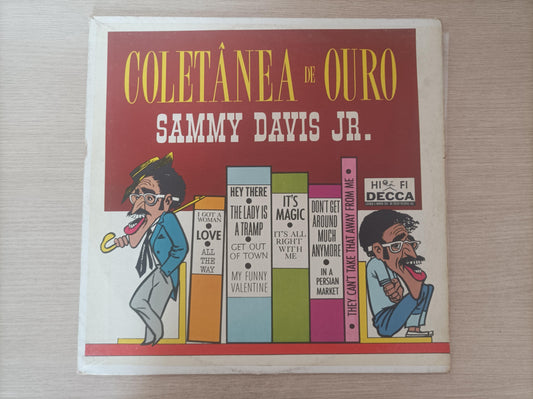 COLETÂNEA DE OURO
SAMMY DAVIS JR.
I GOT A
WOMAN
•
LOVE
•
ALL
THE
WAY
HEY THERE
•
THE LADY IS
A TRAMP
•
GET OUT
OF TOWN
•
MY FUNNY
VALENTINE
IT'S
MAGIC
•
IT'S ALL
RIGHT WITH
ME
DON'T GET
AROUND
MUCH
ANYMORE
•
IN A
PERSIAN
MARKET
• THEY CAN'T TAKE THAT AWAY FROM ME •
HI FI
DECCA